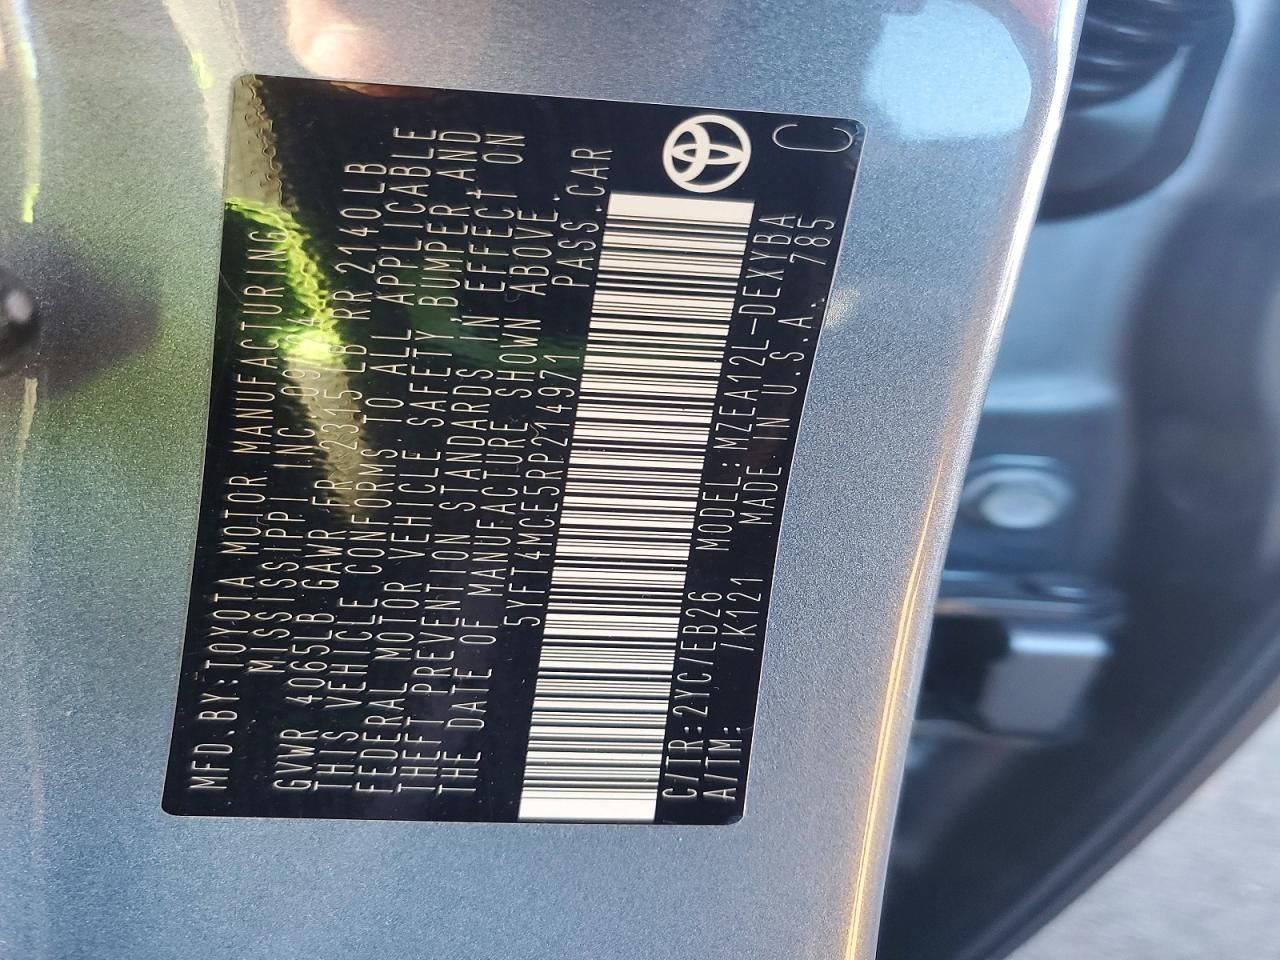 MFD.BY:TOYOTA MOTOR MANUFACTURING
MISSISSIPPI INC
GVWR 4065LB GAWR FR 2315 LB RR 2140LB
THIS VEHICLE CONFORMS TO ALL APPLICABLE
FEDERAL MOTOR VEHICLE SAFETY, BUMPER, AND
THEFT PREVENTION STANDARDS IN EFFECT ON
THE DATE OF MANUFACTURE SHOWN ABOVE.
5YFT4MCE5RP214971 PASS.CAR
C/TR:2YC/EB26 MODEL:MZEA12L-DEXYBA
A/TM: /K121 MADE IN U.S.A. 785
C